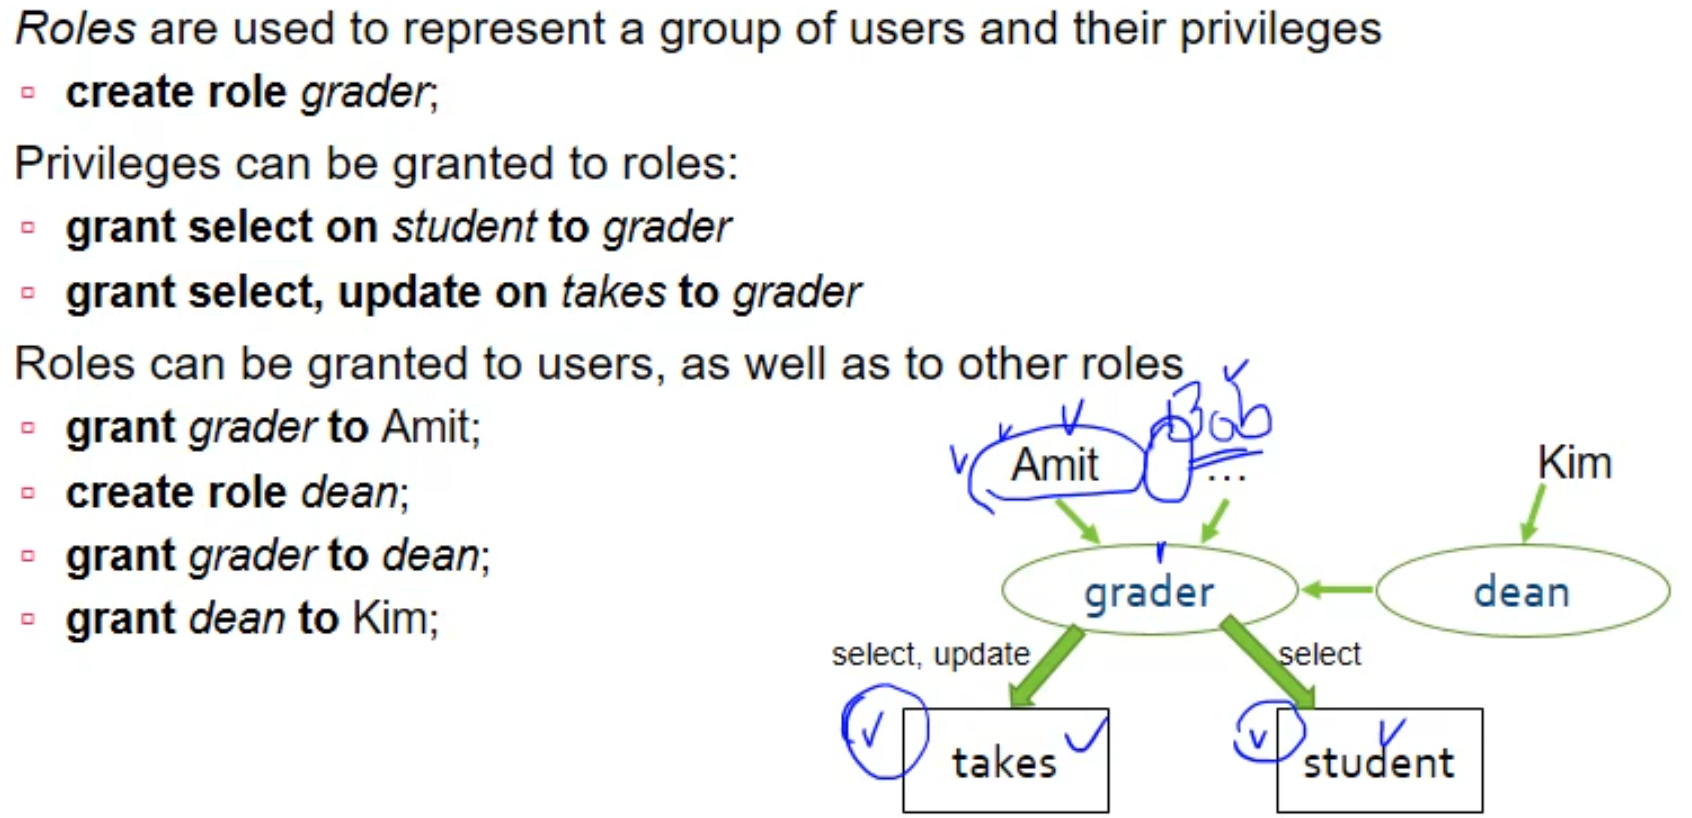 Roles are used to represent a group of users and their privileges
▫ create role grader;
Privileges can be granted to roles:
▫ grant select on student to grader
▫ grant select, update on takes to grader
Roles can be granted to users, as well as to other roles
▫ grant grader to Amit;
▫ create role dean;
▫ grant grader to dean;
▫ grant dean to Kim;
Bob
Amit
...
Kim
grader
dean
select, update
select
takes
student